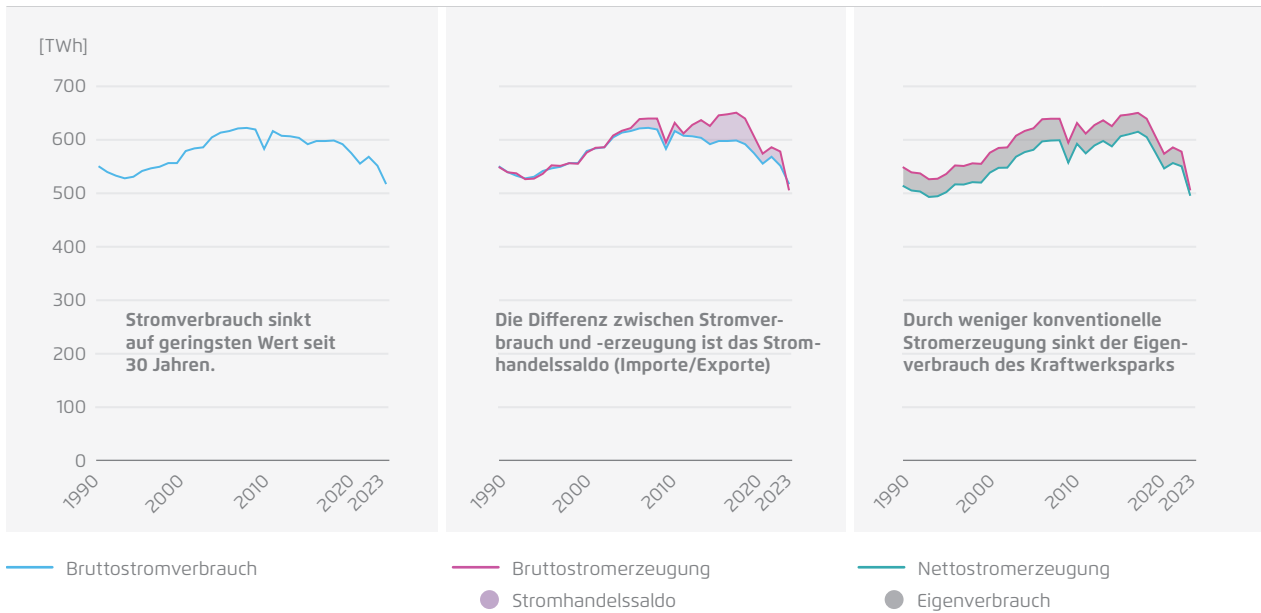 [TWh]
700
600
500
400
300
200
100
0
1990
2000
2010
2020
2023
Stromverbrauch sinkt
auf geringsten Wert seit
30 Jahren.
1990
2000
2010
2020
2023
Die Differenz zwischen Stromver-
brauch und -erzeugung ist das Strom-
handelssaldo (Importe/Exporte)
1990
2000
2010
2020
2023
Durch weniger konventionelle
Stromerzeugung sinkt der Eigen-
verbrauch des Kraftwerksparks
Bruttostromverbrauch
Bruttostromerzeugung
Stromhandelssaldo
Nettostromerzeugung
Eigenverbrauch